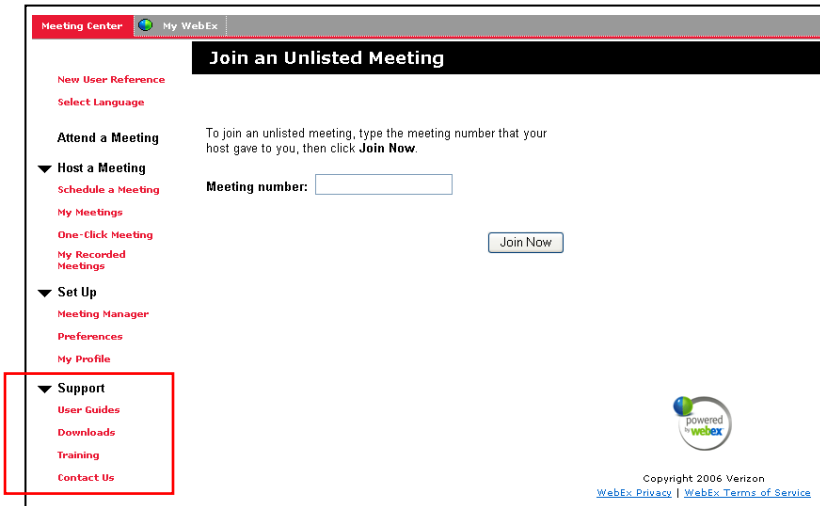 Meeting Center
My WebEx
Join an Unlisted Meeting
New User Reference
Select Language
Attend a Meeting
Host a Meeting
Schedule a Meeting
My Meetings
One-Click Meeting
My Recorded
Meetings
Set Up
Meeting Manager
Preferences
My Profile
Support
User Guides
Downloads
Training
Contact Us
To join an unlisted meeting, type the meeting number that your
host gave to you, then click Join Now.
Meeting number:
Join Now
powered
by webex
Copyright 2006 Verizon
WebEx Privacy | WebEx Terms of Service